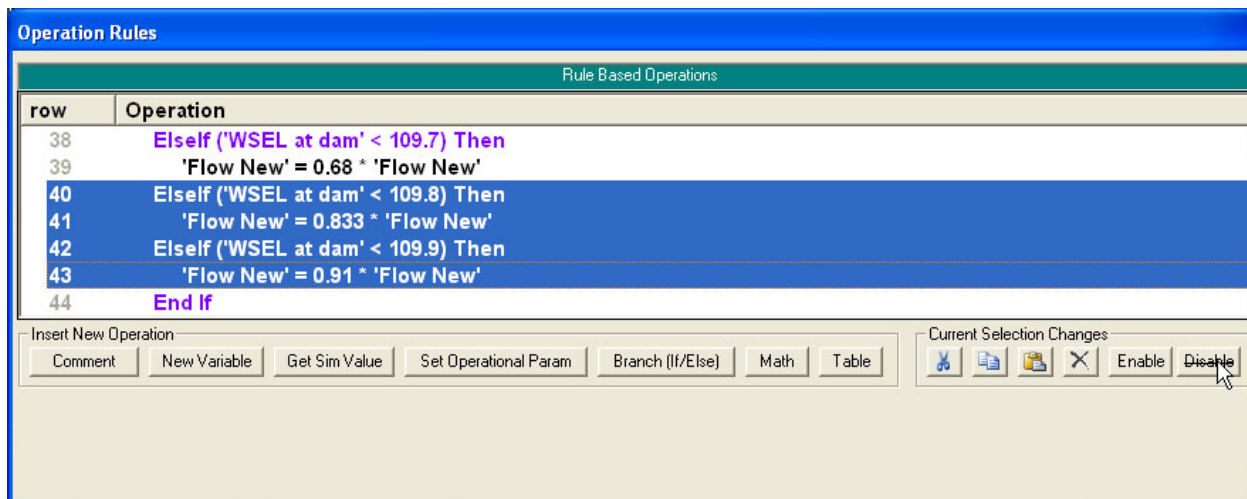 Operation Rules
Rule Based Operations
row Operation
38 ElseIf ('WSEL at dam' < 109.7) Then
39 'Flow New' = 0.68 * 'Flow New'
40 ElseIf ('WSEL at dam' < 109.8) Then
41 'Flow New' = 0.833 * 'Flow New'
42 ElseIf ('WSEL at dam' < 109.9) Then
43 'Flow New' = 0.91 * 'Flow New'
44 End If
Insert New Operation Current Selection Changes
Comment New Variable Get Sim Value Set Operational Param Branch (If/Else) Math Table Enable Disable